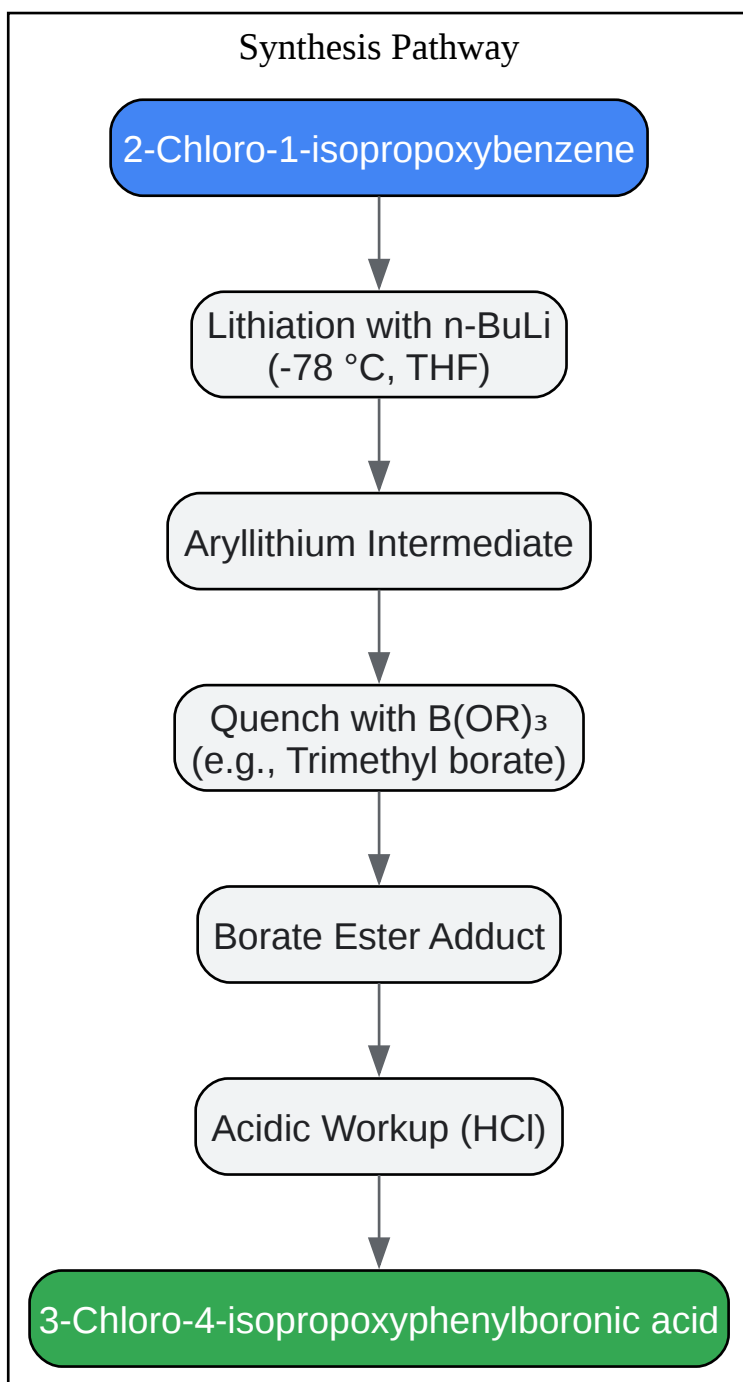 Synthesis Pathway
2-Chloro-1-isopropoxybenzene
Lithiation with n-BuLi
(-78 °C, THF)
Aryllithium Intermediate
Quench with B(OR)₃
(e.g., Trimethyl borate)
Borate Ester Adduct
Acidic Workup (HCl)
3-Chloro-4-isopropoxyphenylboronic acid